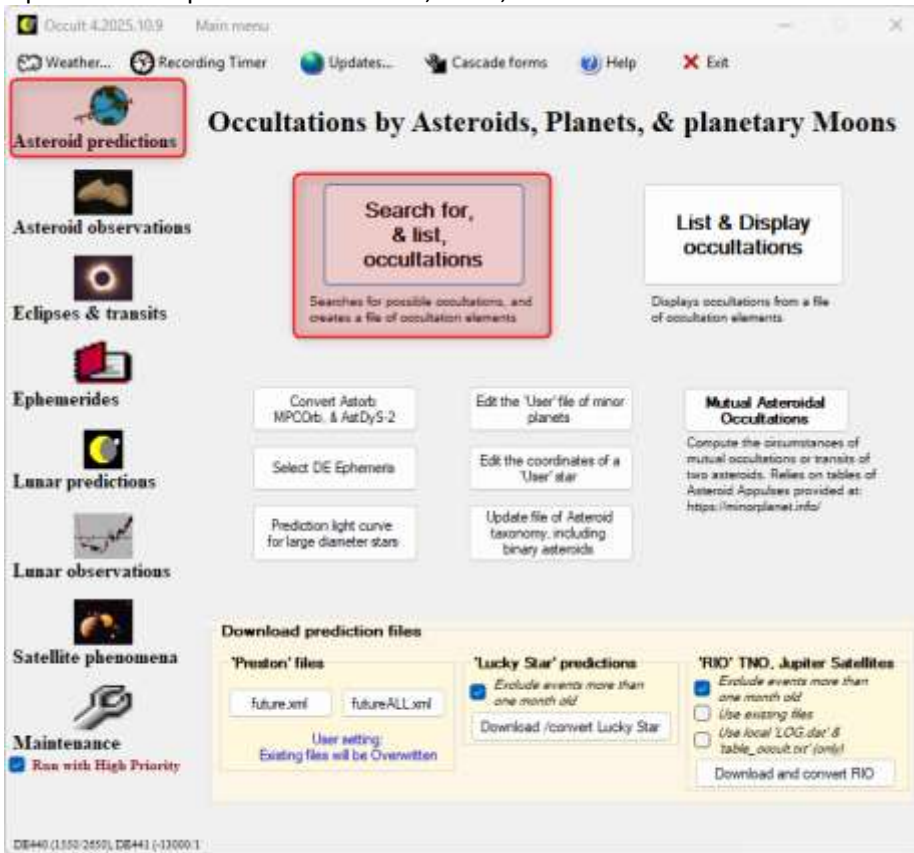 Occult 4.2025.10.9 Main menu
Weather... Recording Timer Updates... Cascade forms Help Exit
Asteroid predictions
Asteroid observations
Eclipses & transits
Ephemerides
Lunar predictions
Lunar observations
Satellite phenomena
Maintenance
Run with High Priority
Occultations by Asteroids, Planets, & planetary Moons
Search for,
& list,
occultations
Searches for possible occultations, and
creates a file of occultation elements
List & Display
occultations
Displays occultations from a file
of occultation elements
Convert Astorb
MPCOrb, & AstDyS-2
Edit the 'User' file of minor
planets
Mutual Asteroidal
Occultations
Compute the circumstances of
mutual occultations or transits of
two asteroids. Relies on tables of
Asteroid Appulses provided at:
https://minorplanet.info/
Select DE Ephemeris
Edit the coordinates of a
'User' star
Prediction light curve
for large diameter stars
Update file of Asteroid
taxonomy, including
binary asteroids
Download prediction files
'Preston' files
future.xml futureALL.xml
User setting:
Existing files will be Overwritten
'Lucky Star' predictions
Exclude events more than
one month old
Download /convert Lucky Star
'RIO' TNO, Jupiter Satellites
Exclude events more than
one month old
Use existing files
Use local 'LOG.dat' &
'table_occult.txt' (only)
Download and convert RIO
DE440 (1550/2650), DE441 (-13000:1